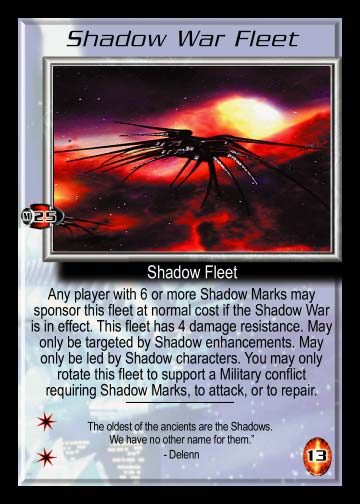 Shadow War Fleet
M 25
Shadow Fleet
Any player with 6 or more Shadow Marks may
sponsor this fleet at normal cost if the Shadow War
is in effect. This fleet has 4 damage resistance. May
only be targeted by Shadow enhancements. May
only be led by Shadow characters. You may only
rotate this fleet to support a Military conflict
requiring Shadow Marks, to attack, or to repair.
The oldest of the ancients are the Shadows.
We have no other name for them.”
- Delenn
13